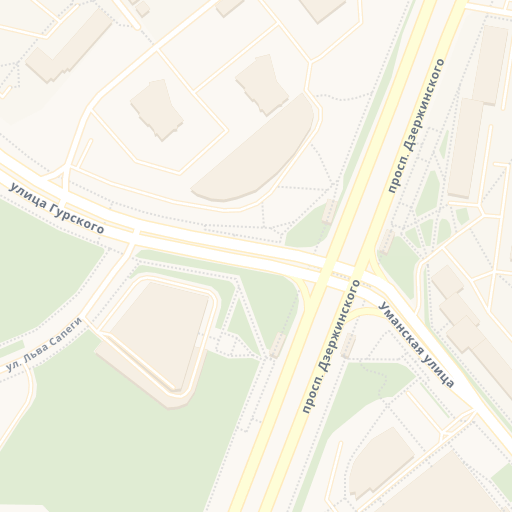 просп. Дзержинского
улица Гурского
просп. Дзержинского
Уманская улица
ул. Льва Сапеги